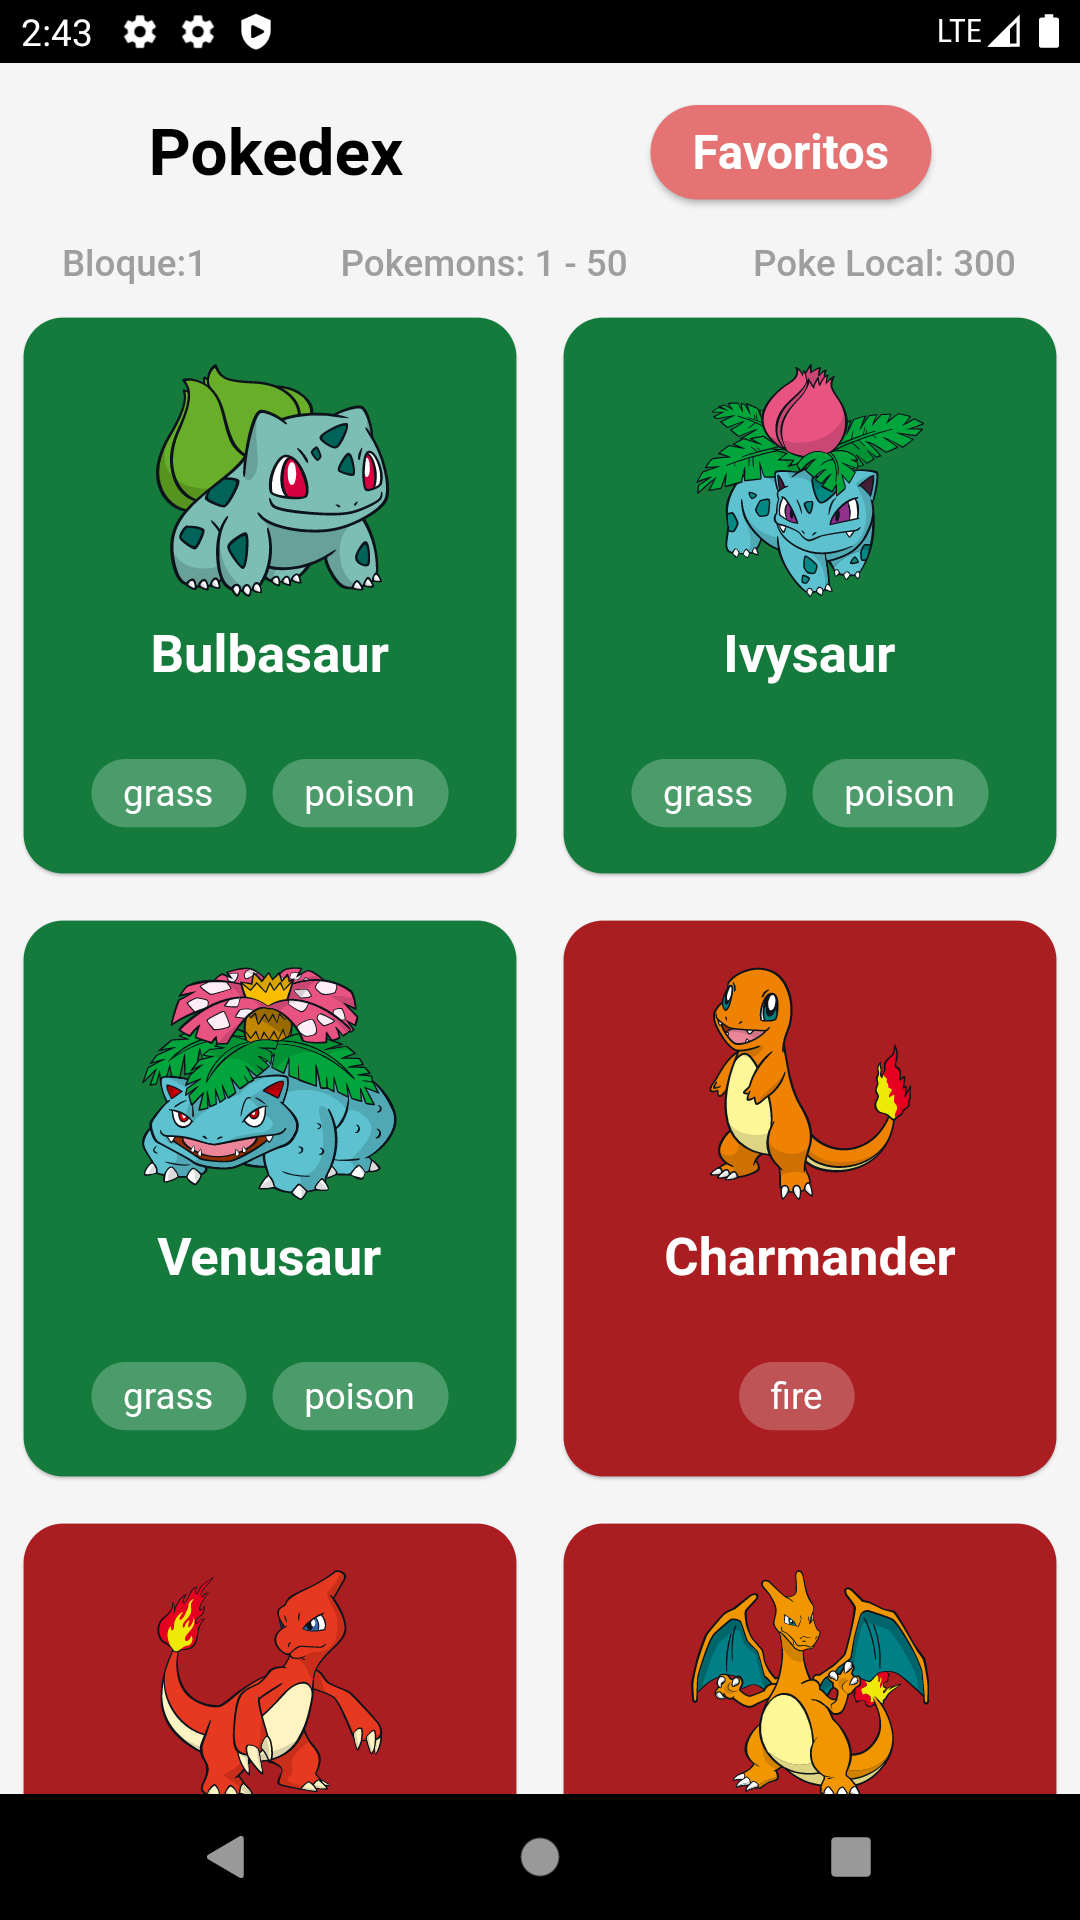 2:43 LTE
Pokedex Favoritos
Bloque:1 Pokemons: 1 - 50 Poke Local: 300
Bulbasaur Ivysaur
grass poison grass poison
Venusaur Charmander
grass poison fire